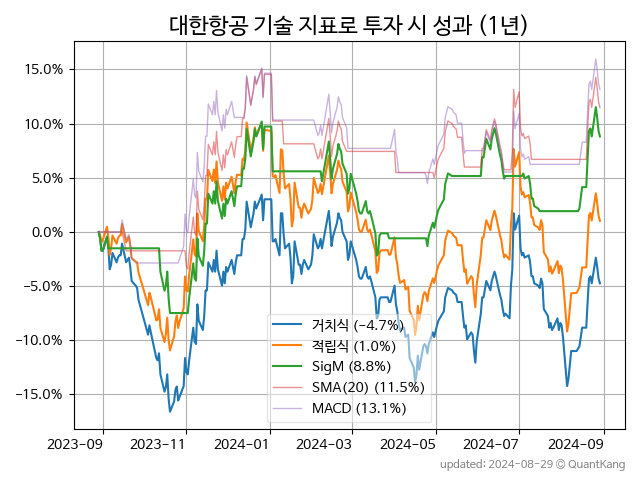 대한항공 기술 지표로 투자 시 성과 (1년)
15.0%
10.0%
5.0%
0.0%
−5.0%
−10.0%
−15.0%
거치식 (−4.7%)
적립식 (1.0%)
SigM (8.8%)
SMA(20) (11.5%)
MACD (13.1%)
2023-09 2023-11 2024-01 2024-03 2024-05 2024-07 2024-09
updated: 2024-08-29 © QuantKang